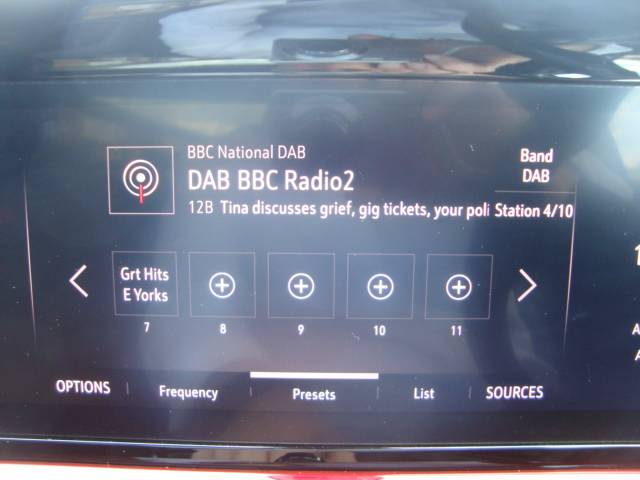 BBC National DAB
DAB BBC Radio2
12B Tina discusses grief, gig tickets, your poli
Band
DAB
Station 4/10
Grt Hits
E Yorks
7
8
9
10
11
OPTIONS
Frequency
Presets
List
SOURCES